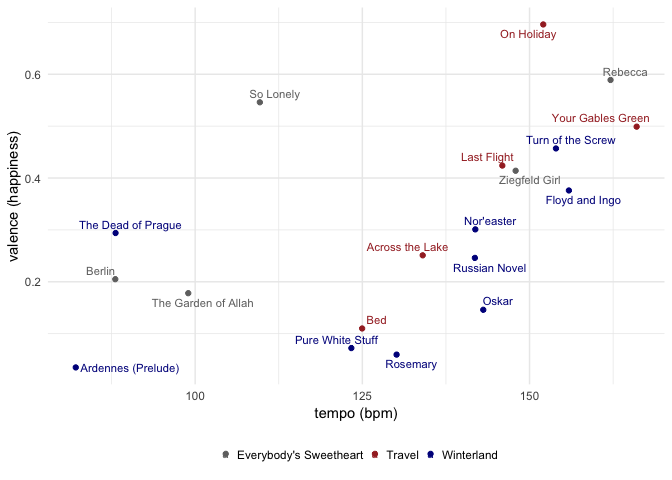 On Holiday
0.6
Rebecca
So Lonely
Your Gables Green
Turn of the Screw
Last Flight
Ziegfeld Girl
0.4
Floyd and Ingo
Nor'easter
The Dead of Prague
Across the Lake
Russian Novel
Berlin
0.2
The Garden of Allah
Oskar
Bed
Pure White Stuff
Rosemary
Ardennes (Prelude)
valence (happiness)
100
125
150
tempo (bpm)
Everybody's Sweetheart
Travel
Winterland